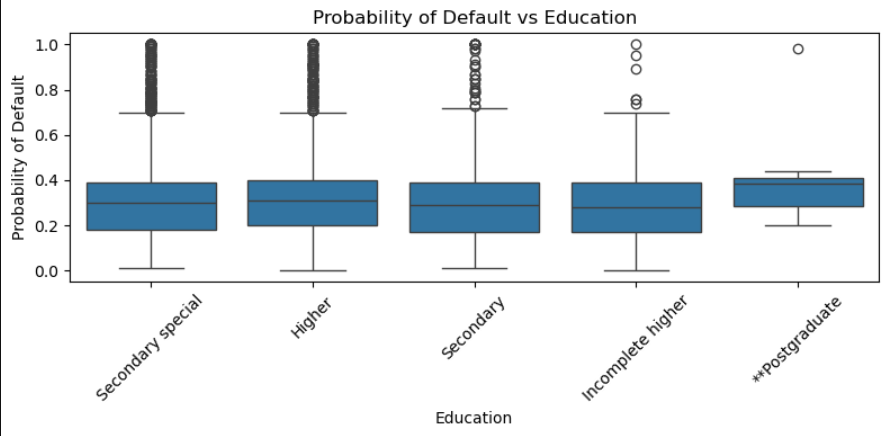 Probability of Default vs Education
Probability of Default
1.0
0.8
0.6
0.4
0.2
0.0
Secondary special
Higher
Secondary
Incomplete higher
**Postgraduate
Education